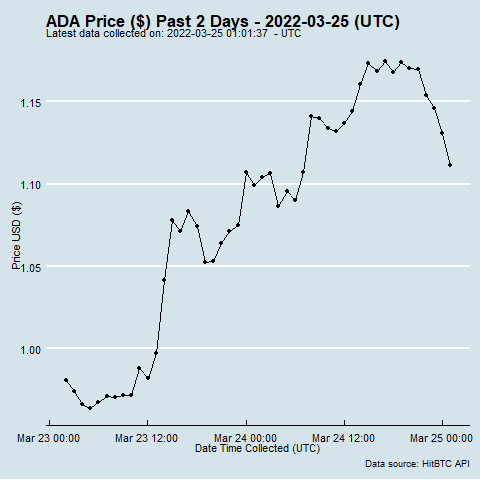 ADA Price ($) Past 2 Days - 2022-03-25 (UTC)
Latest data collected on: 2022-03-25 01:01:37  - UTC
1.15
1.10
1.05
1.00
Price USD ($)
Mar 23 00:00 Mar 23 12:00 Mar 24 00:00 Mar 24 12:00 Mar 25 00:00
Date Time Collected (UTC)
Data source: HitBTC API